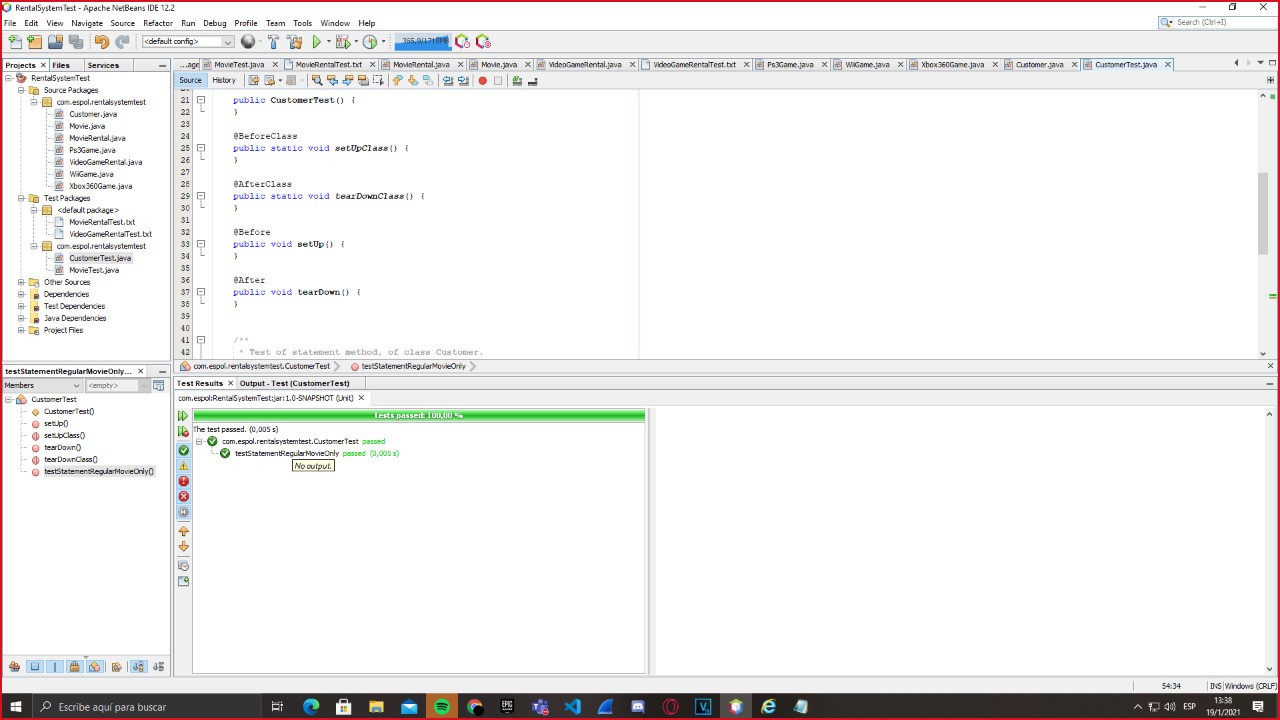 RentalSystemTest - Apache NetBeans IDE 12.2
File Edit View Navigate Source Refactor Run Debug Profile Team Tools Window Help
Search (Ctrl+I)
<default config>
Projects Files Services
...age MovieTest.java MovieRentalTest.txt MovieRental.java Movie.java VideoGameRental.java VideoGameRentalTest.txt Ps3Game.java WiiGame.java Xbox360Game.java Customer.java CustomerTest.java
Source History
RentalSystemTest
Source Packages
com.espol.rentalsystemtest
Customer.java
Movie.java
MovieRental.java
Ps3Game.java
VideoGameRental.java
WiiGame.java
Xbox360Game.java
Test Packages
<default package>
MovieRentalTest.txt
VideoGameRentalTest.txt
com.espol.rentalsystemtest
CustomerTest.java
MovieTest.java
Other Sources
Dependencies
Test Dependencies
Java Dependencies
Project Files
21 public CustomerTest() {
22 }
23
24 @BeforeClass
25 public static void setUpClass() {
26 }
27
28 @AfterClass
29 public static void tearDownClass() {
30 }
31
32 @Before
33 public void setUp() {
34 }
35
36 @After
37 public void tearDown() {
38 }
39
40
41 /**
42 * Test of statement method, of class Customer.
com.espol.rentalsystemtest.CustomerTest testStatementRegularMovieOnly
testStatementRegularMovieOnly...
Members <empty>
CustomerTest
CustomerTest()
setUp()
setUpClass()
tearDown()
tearDownClass()
testStatementRegularMovieOnly()
Test Results Output - Test (CustomerTest)
com.espol:RentalSystemTest:jar:1.0-SNAPSHOT (Unit)
Tests passed: 100,00 %
The test passed. (0,005 s)
com.espol.rentalsystemtest.CustomerTest passed
testStatementRegularMovieOnly passed (0,005 s)
No output.
54:34 INS Windows (CRLF)
Escribe aquí para buscar
EPIC
ESP
13:38
19/1/2021